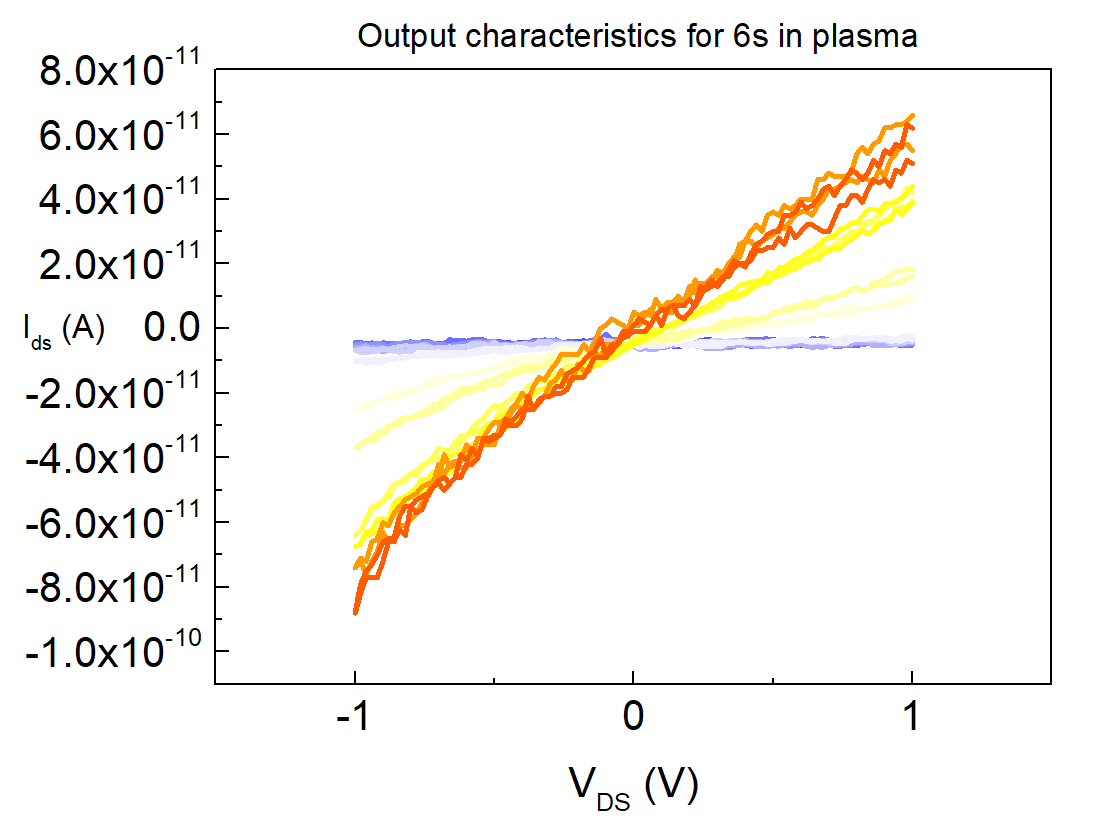 Output characteristics for 6s in plasma
8.0x10-11
6.0x10-11
4.0x10-11
2.0x10-11
Ids (A) 0.0
-2.0x10-11
-4.0x10-11
-6.0x10-11
-8.0x10-11
-1.0x10-10
-1 0 1
VDS (V)